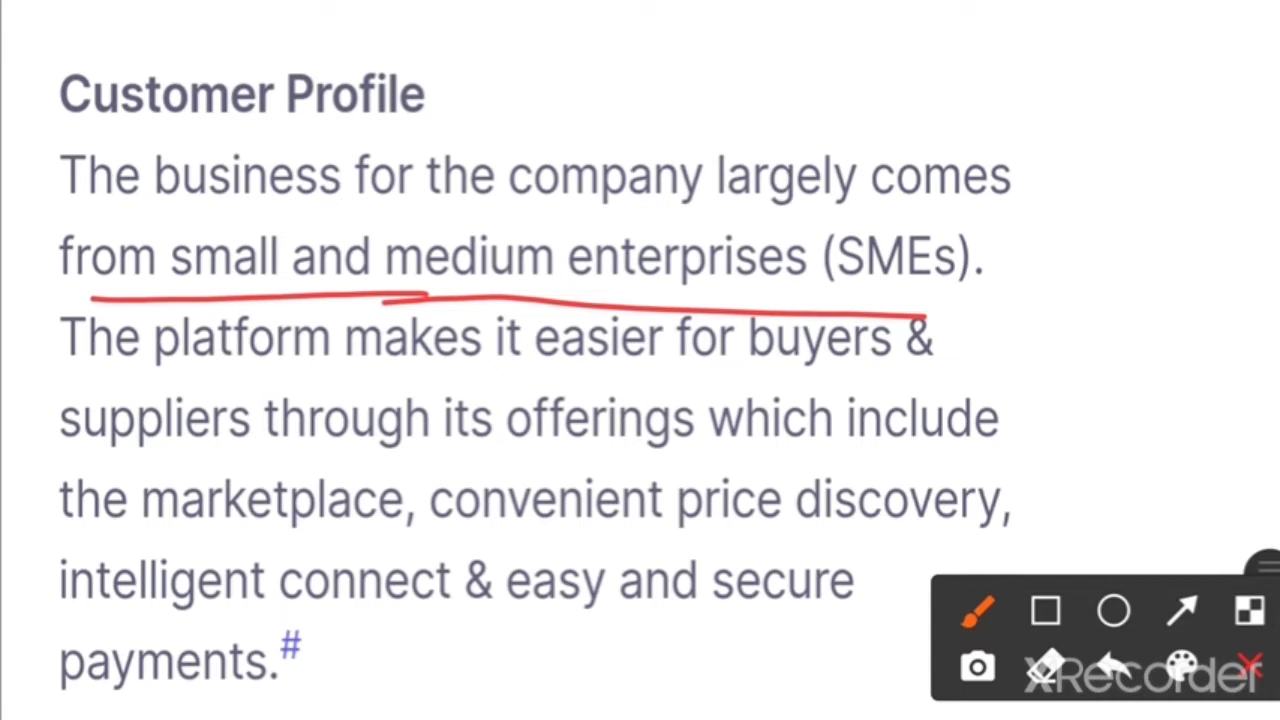 Customer Profile
The business for the company largely comes
from small and medium enterprises (SMEs).
The platform makes it easier for buyers &
suppliers through its offerings which include
the marketplace, convenient price discovery,
intelligent connect & easy and secure
payments.#
XRecorder